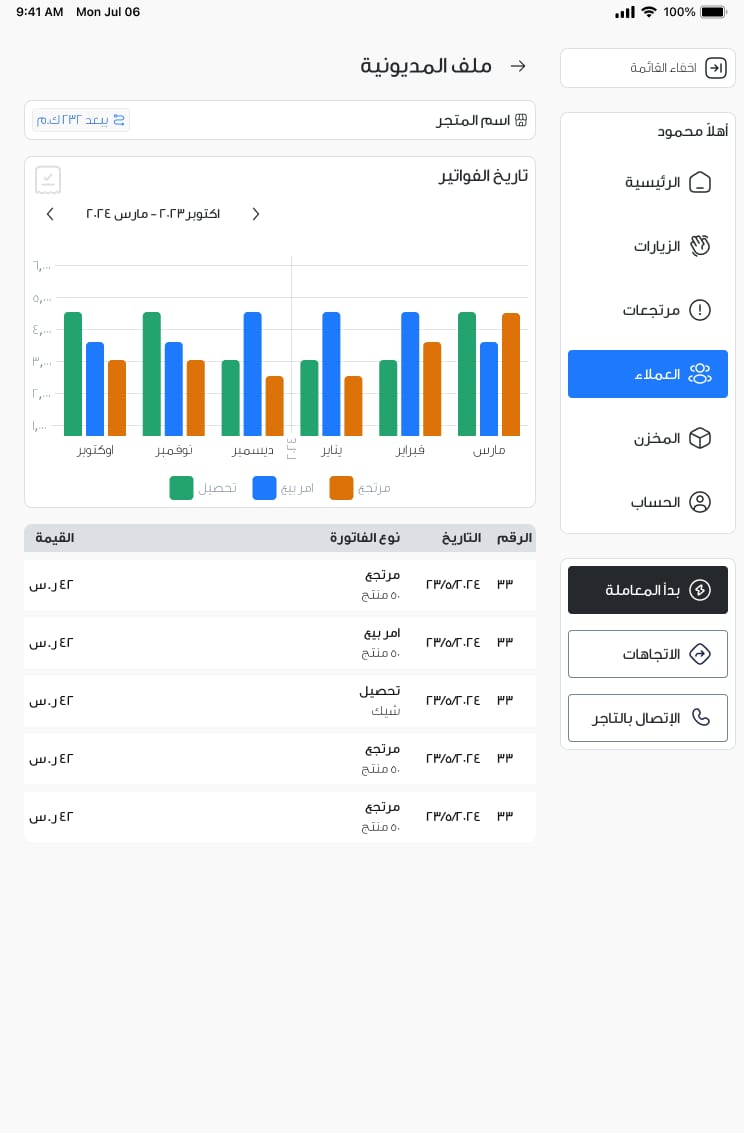 9:41 AM Mon Jul 06
100%
اخفاء القائمة
أهلاً محمود
الرئيسية
الزيارات
مرتجعات
العملاء
المخزن
الحساب
بدأ المعاملة
الاتجاهات
الإتصال بالتاجر
ملف المديونية
اسم المتجر
يبعد ٢٣٢ ك.م
تاريخ الفواتير
اكتوبر ٢٠٢٣ - مارس ٢٠٢٤
٦,٠٠٠
٥,٠٠٠
٤,٠٠٠
٣,٠٠٠
٢,٠٠٠
١,٠٠٠
مارس
فبراير
يناير
ديسمبر
نوفمبر
اوكتوبر
مرتجع
امر بيع
تحصيل
الرقم التاريخ نوع الفاتورة القيمة
٣٣ ٢٣/٥/٢٠٢٤ مرتجع ٤٢ ر.س
٥٠ منتج
٣٣ ٢٣/٥/٢٠٢٤ امر بيع ٤٢ ر.س
٥٠ منتج
٣٣ ٢٣/٥/٢٠٢٤ تحصيل ٤٢ ر.س
شيك
٣٣ ٢٣/٥/٢٠٢٤ مرتجع ٤٢ ر.س
٥٠ منتج
٣٣ ٢٣/٥/٢٠٢٤ مرتجع ٤٢ ر.س
٥٠ منتج